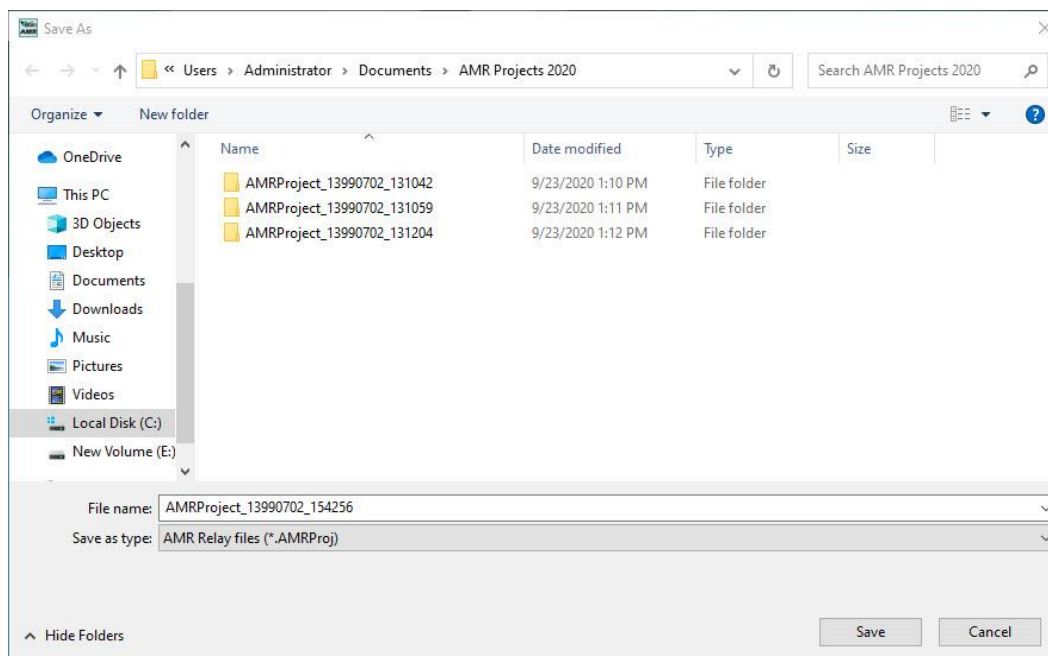 Save As
« Users › Administrator › Documents › AMR Projects 2020
Search AMR Projects 2020
Organize
New folder
Name Date modified Type Size
OneDrive
This PC
3D Objects
Desktop
Documents
Downloads
Music
Pictures
Videos
Local Disk (C:)
New Volume (E:)
AMRProject_13990702_131042 9/23/2020 1:10 PM File folder
AMRProject_13990702_131059 9/23/2020 1:11 PM File folder
AMRProject_13990702_131204 9/23/2020 1:12 PM File folder
File name: AMRProject_13990702_154256
Save as type: AMR Relay files (*.AMRProj)
Hide Folders
Save
Cancel